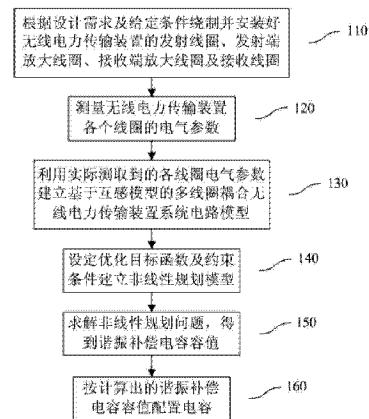 根据设计需求及给定条件绕制并安装好
无线电力传输装置的发射线圈、发射端
放大线圈、接收端放大线圈及接收线圈
110
测量无线电力传输装置
各个线圈的电气参数
120
利用实际测取到的各线圈电气参数
建立基于互感模型的多线圈耦合无
线电力传输装置系统电路模型
130
设定优化目标函数及约束
条件建立非线性规划模型
140
求解非线性规划问题，得
到谐振补偿电容容值
150
按计算出的谐振补偿
电容容值配置电容
160